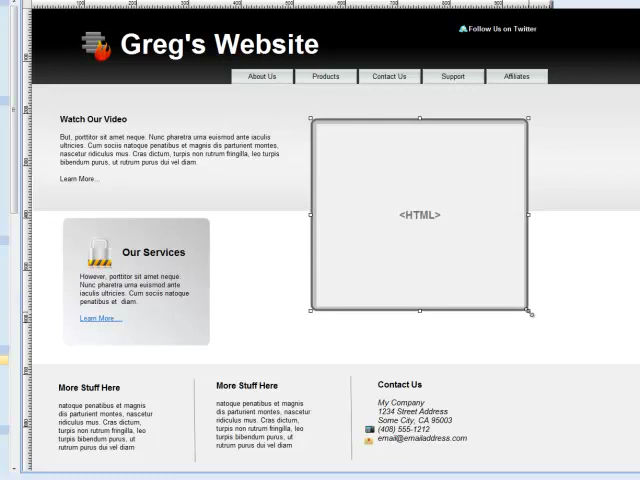 Follow Us on Twitter
Greg's Website
About Us
Products
Contact Us
Support
Affiliates
Watch Our Video
But, porttitor sit amet neque. Nunc pharetra urna euismod ante iaculis
ultricies. Cum sociis natoque penatibus et magnis dis parturient montes,
nascetur ridiculus mus. Cras dictum, turpis non rutrum fringilla, leo turpis
bibendum purus, ut rutrum purus dui vel diam.
Learn More...
<HTML>
Our Services
However, porttitor sit amet neque.
Nunc pharetra urna euismod ante
iaculis ultricies. Cum sociis natoque
penatibus et diam.
Learn More....
More Stuff Here
natoque penatibus et magnis
dis parturient montes, nascetur
ridiculus mus. Cras dictum,
turpis non rutrum fringilla, leo
turpis bibendum purus, ut
rutrum purus dui vel diam
More Stuff Here
natoque penatibus et magnis
dis parturient montes, nascetur
ridiculus mus. Cras dictum,
turpis non rutrum fringilla, leo
turpis bibendum purus, ut
rutrum purus dui vel diam
Contact Us
My Company
1234 Street Address
Some City, CA 95003
(408) 555-1212
email@emailaddress.com